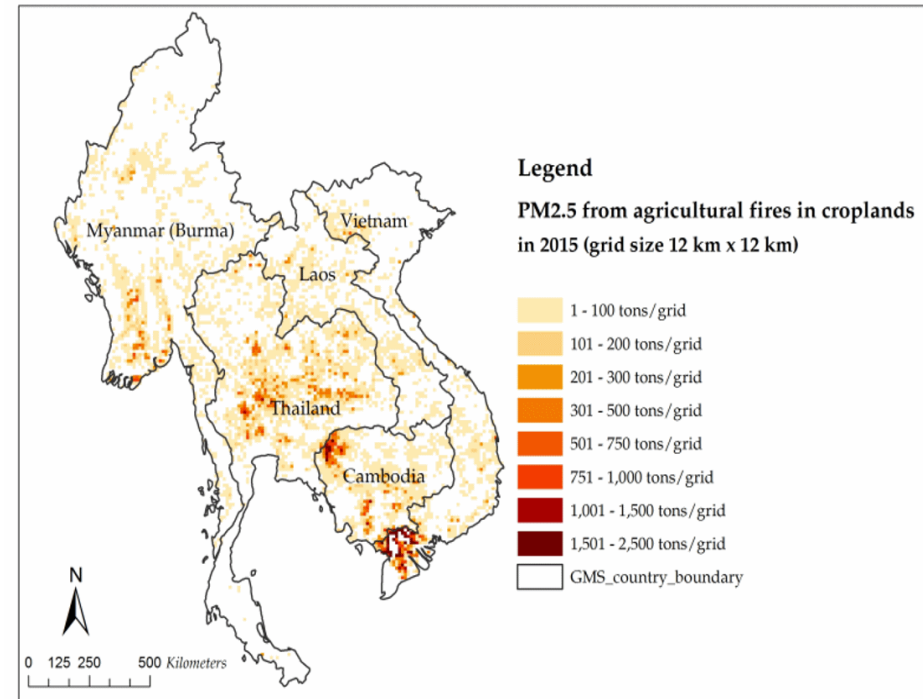 Legend
PM2.5 from agricultural fires in croplands
in 2015 (grid size 12 km x 12 km)
1 - 100 tons/grid
101 - 200 tons/grid
201 - 300 tons/grid
301 - 500 tons/grid
501 - 750 tons/grid
751 - 1,000 tons/grid
1,001 - 1,500 tons/grid
1,501 - 2,500 tons/grid
GMS_country_boundary
Myanmar (Burma)
Vietnam
Laos
Thailand
Cambodia
N
0 125 250 500 Kilometers